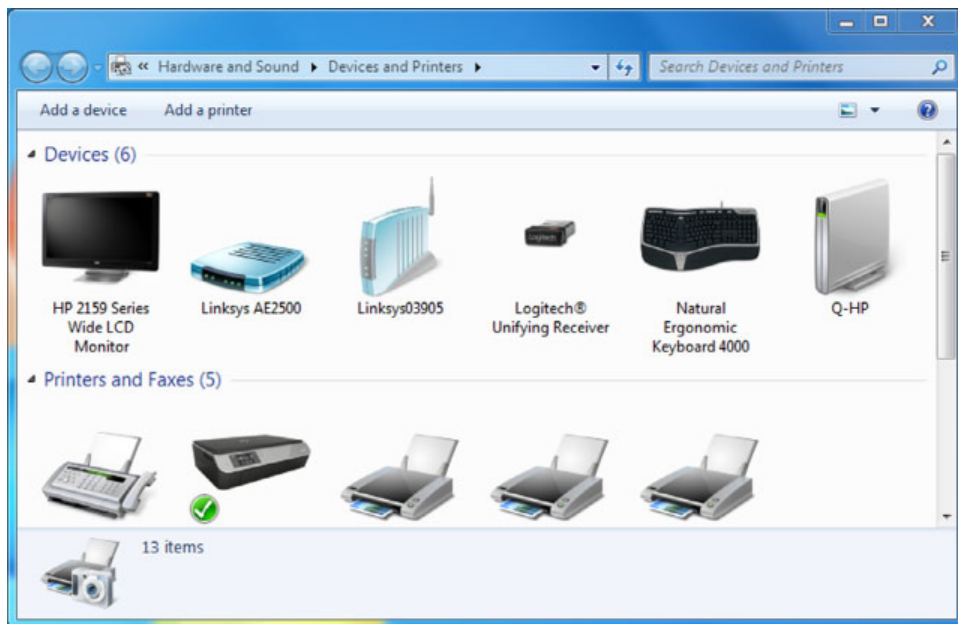 « Hardware and Sound ▸ Devices and Printers ▸
Search Devices and Printers
Add a device Add a printer
Devices (6)
HP 2159 Series
Wide LCD
Monitor
Linksys AE2500
Linksys03905
Logitech®
Unifying Receiver
Natural
Ergonomic
Keyboard 4000
Q-HP
Logitech
Printers and Faxes (5)
13 items